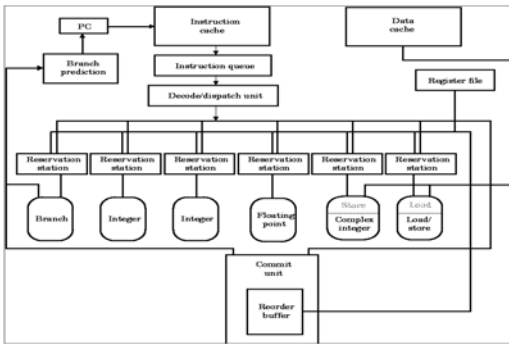 PC
Instruction
cache
Data
cache
Branch
prediction
Instruction queue
Register file
Decode/dispatch unit
Reservation
station
Reservation
station
Reservation
station
Reservation
station
Reservation
station
Reservation
station
Branch
Integer
Integer
Floating
point
Store
Complex
integer
Load
Load/
store
Commit
unit
Reorder
buffer